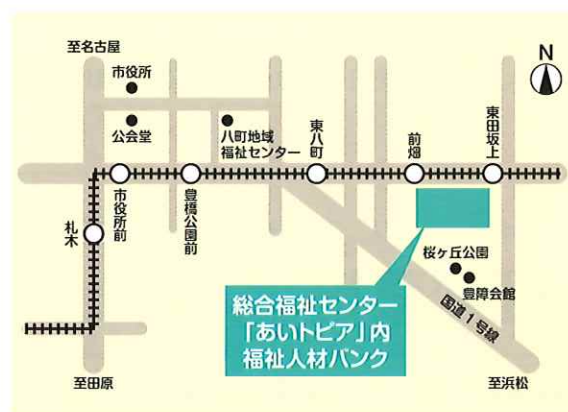 至名古屋
市役所
N
公会堂
八町地域
福祉センター
東八町
前畑
東田坂上
市役所前
豊橋公園前
札木
桜ヶ丘公園
豊障会館
総合福祉センター
「あいトピア」内
福祉人材バンク
国道1号線
至田原
至浜松